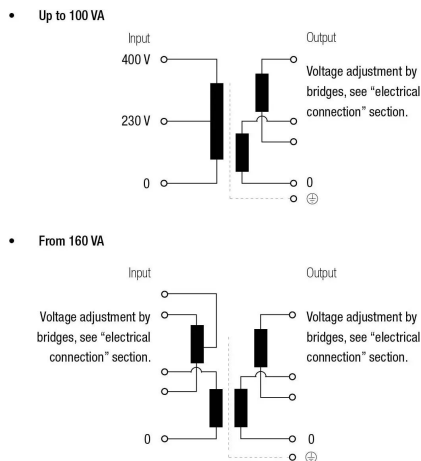 • Up to 100 VA
Input
Output
400 V
Voltage adjustment by
bridges, see “electrical
connection” section.
230 V
0
0
• From 160 VA
Input
Output
Voltage adjustment by
bridges, see “electrical
connection” section.
Voltage adjustment by
bridges, see “electrical
connection” section.
0
0